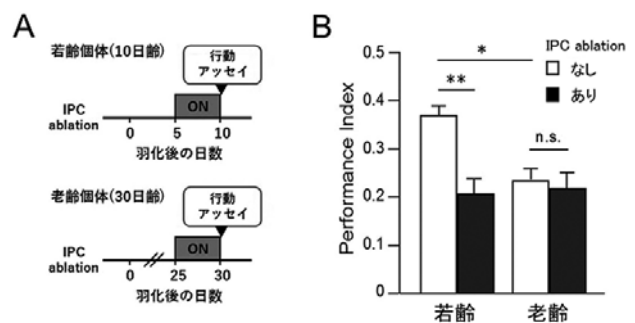 A
若齢個体(10日齢)
行動
アッセイ
IPC
ablation
ON
0
5
10
羽化後の日数
老齢個体(30日齢)
行動
アッセイ
IPC
ablation
ON
0
25
30
羽化後の日数
B
IPC ablation
なし
あり
Performance Index
0.5
0.4
0.3
0.2
0.1
0
*
**
n.s.
若齢
老齢